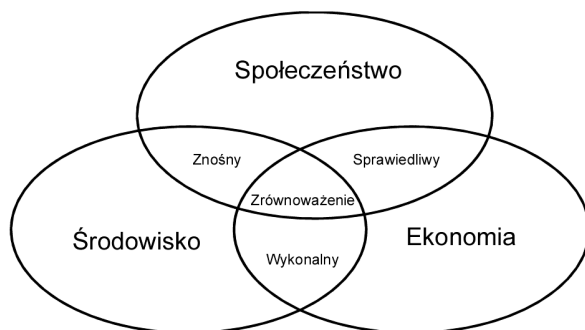 Społeczeństwo
Znośny
Sprawiedliwy
Zrównoważenie
Środowisko
Ekonomia
Wykonalny